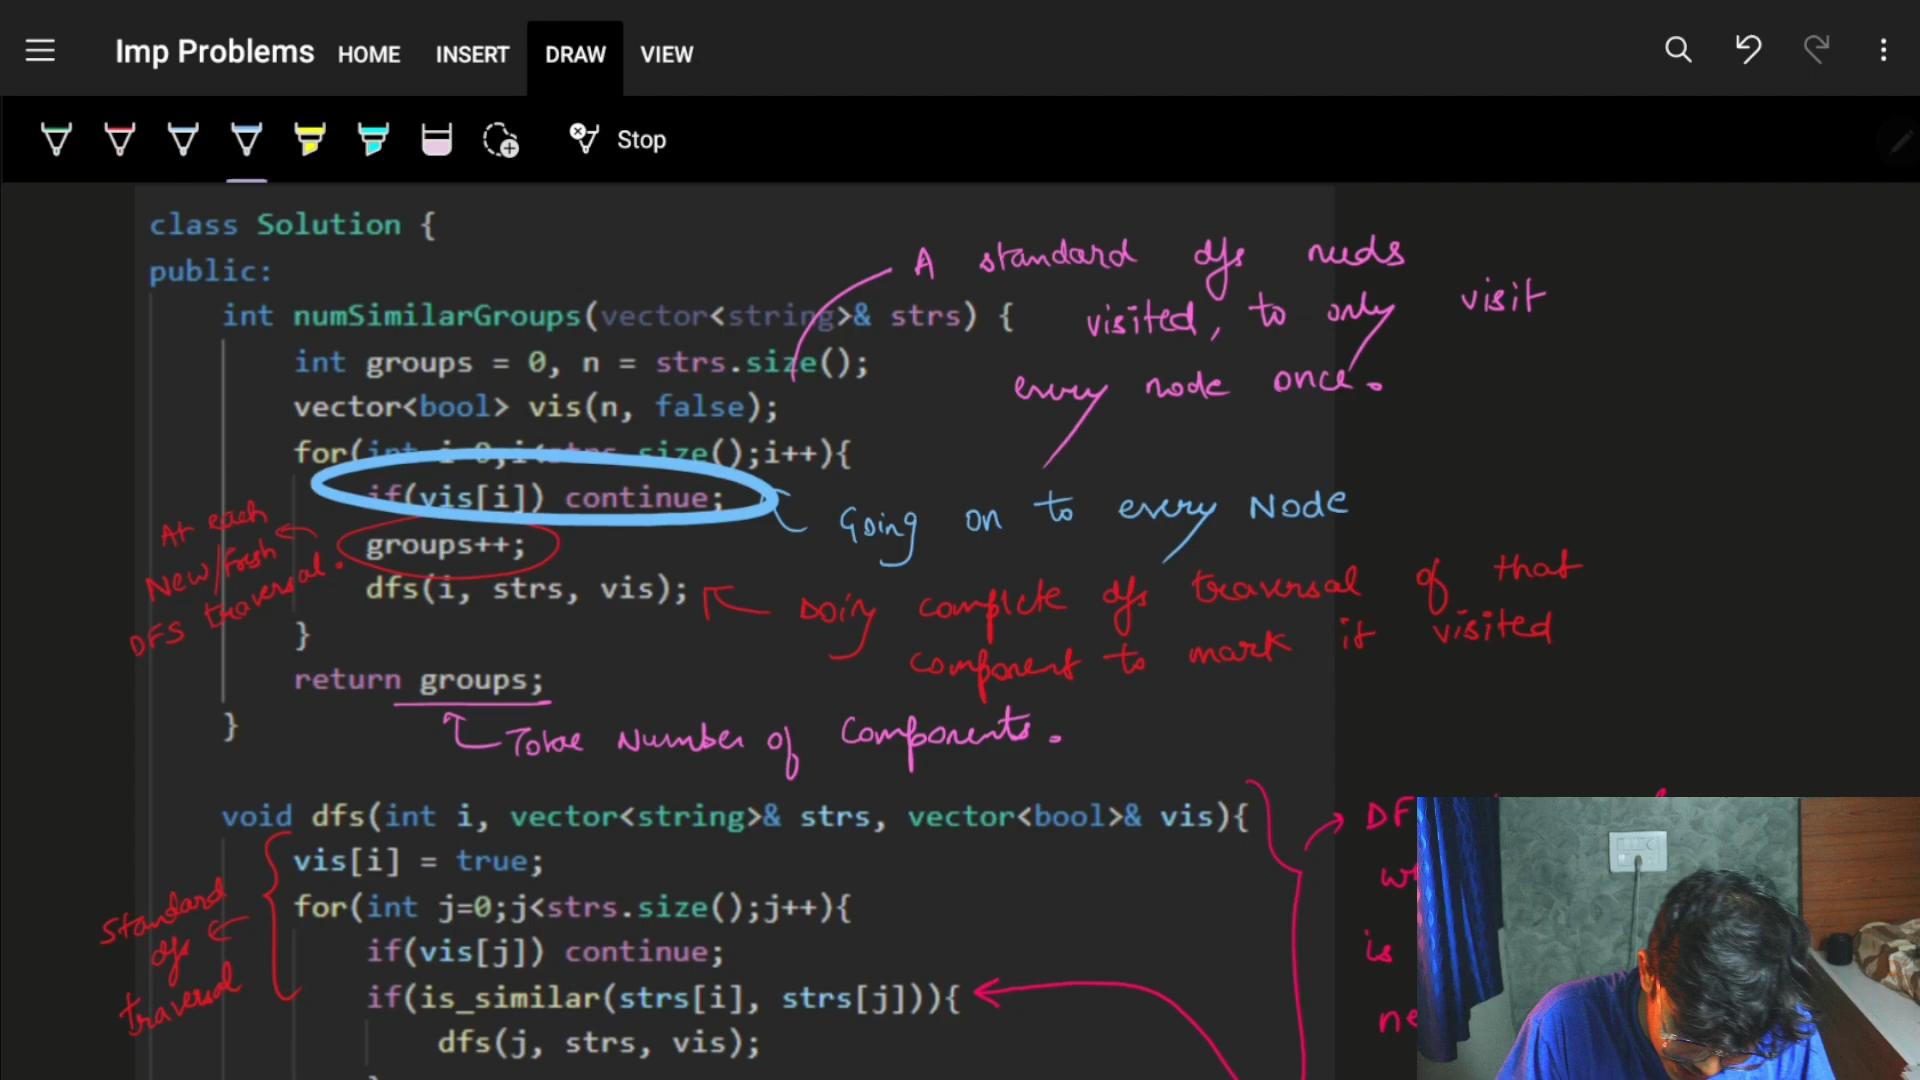 Imp Problems HOME INSERT DRAW VIEW
Stop
class Solution {
public:
int numSimilarGroups(vector<string>& strs) {
int groups = 0, n = strs.size();
vector<bool> vis(n, false);
for(int i=0;i<strs.size();i++){
if(vis[i]) continue;
groups++;
dfs(i, strs, vis);
}
return groups;
}
void dfs(int i, vector<string>& strs, vector<bool>& vis){
vis[i] = true;
for(int j=0;j<strs.size();j++){
if(vis[j]) continue;
if(is_similar(strs[i], strs[j])){
dfs(j, strs, vis);
A standard dfs needs
visited, to only visit
every node once.
Going on to every Node
At each
New/fresh
DFS traversal.
Doing complete dfs traversal of that
component to mark it visited
Total Number of Components.
Standard
dfs
traversal
DF
is
ne